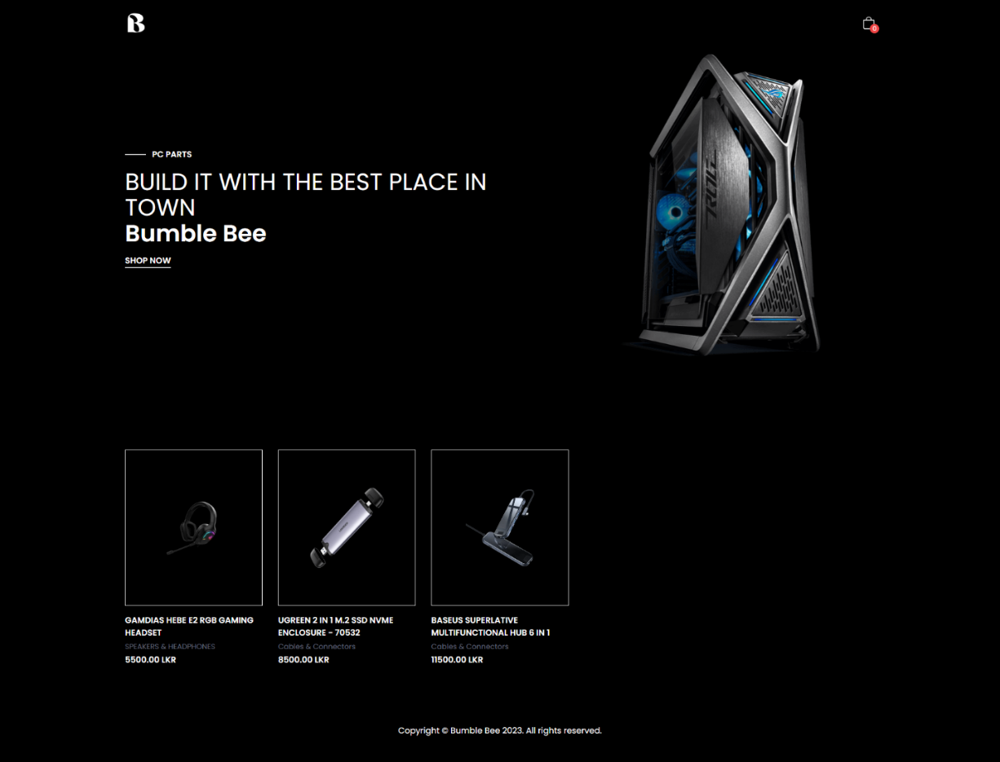 B
0
PC PARTS
BUILD IT WITH THE BEST PLACE IN
TOWN
Bumble Bee
SHOP NOW
GAMDIAS HEBE E2 RGB GAMING
HEADSET
SPEAKERS & HEADPHONES
5500.00 LKR
UGREEN 2 IN 1 M.2 SSD NVME
ENCLOSURE - 70532
Cables & Connectors
8500.00 LKR
BASEUS SUPERLATIVE
MULTIFUNCTIONAL HUB 6 IN 1
Cables & Connectors
11500.00 LKR
Copyright © Bumble Bee 2023. All rights reserved.